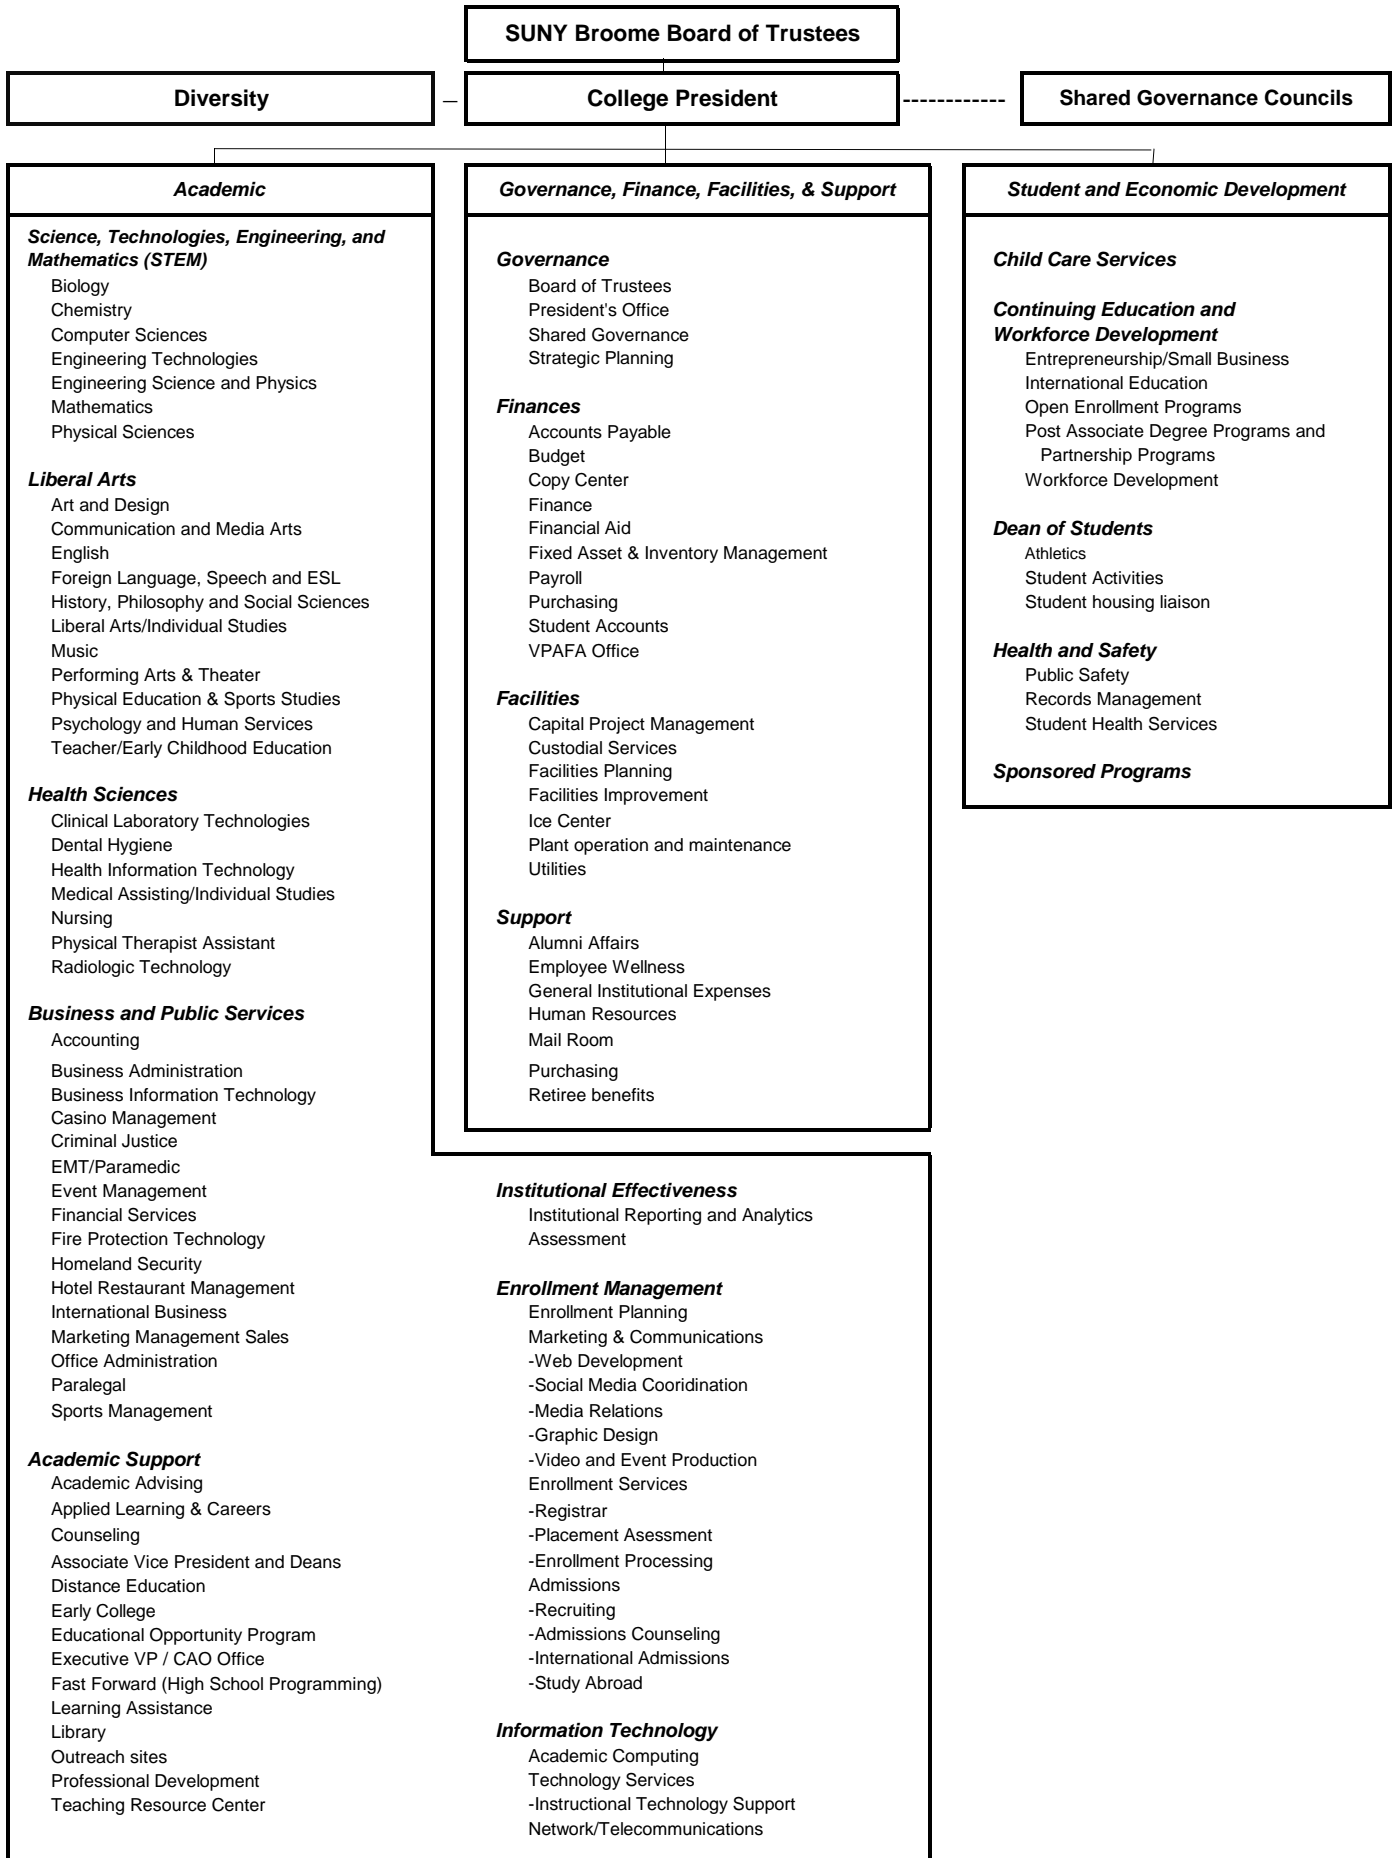 SUNY Broome Board of Trustees
Diversity
College President
Shared Governance Councils
Academic
Science, Technologies, Engineering, and
Mathematics (STEM)
Biology
Chemistry
Computer Sciences
Engineering Technologies
Engineering Science and Physics
Mathematics
Physical Sciences
Liberal Arts
Art and Design
Communication and Media Arts
English
Foreign Language, Speech and ESL
History, Philosophy and Social Sciences
Liberal Arts/Individual Studies
Music
Performing Arts & Theater
Physical Education & Sports Studies
Psychology and Human Services
Teacher/Early Childhood Education
Health Sciences
Clinical Laboratory Technologies
Dental Hygiene
Health Information Technology
Medical Assisting/Individual Studies
Nursing
Physical Therapist Assistant
Radiologic Technology
Business and Public Services
Accounting
Business Administration
Business Information Technology
Casino Management
Criminal Justice
EMT/Paramedic
Event Management
Financial Services
Fire Protection Technology
Homeland Security
Hotel Restaurant Management
International Business
Marketing Management Sales
Office Administration
Paralegal
Sports Management
Academic Support
Academic Advising
Applied Learning & Careers
Counseling
Associate Vice President and Deans
Distance Education
Early College
Educational Opportunity Program
Executive VP / CAO Office
Fast Forward (High School Programming)
Learning Assistance
Library
Outreach sites
Professional Development
Teaching Resource Center
Governance, Finance, Facilities, & Support
Governance
Board of Trustees
President's Office
Shared Governance
Strategic Planning
Finances
Accounts Payable
Budget
Copy Center
Finance
Financial Aid
Fixed Asset & Inventory Management
Payroll
Purchasing
Student Accounts
VPAFA Office
Facilities
Capital Project Management
Custodial Services
Facilities Planning
Facilities Improvement
Ice Center
Plant operation and maintenance
Utilities
Support
Alumni Affairs
Employee Wellness
General Institutional Expenses
Human Resources
Mail Room
Purchasing
Retiree benefits
Institutional Effectiveness
Institutional Reporting and Analytics
Assessment
Enrollment Management
Enrollment Planning
Marketing & Communications
-Web Development
-Social Media Cooridination
-Media Relations
-Graphic Design
-Video and Event Production
Enrollment Services
-Registrar
-Placement Asessment
-Enrollment Processing
Admissions
-Recruiting
-Admissions Counseling
-International Admissions
-Study Abroad
Information Technology
Academic Computing
Technology Services
-Instructional Technology Support
Network/Telecommunications
Student and Economic Development
Child Care Services
Continuing Education and
Workforce Development
Entrepreneurship/Small Business
International Education
Open Enrollment Programs
Post Associate Degree Programs and
Partnership Programs
Workforce Development
Dean of Students
Athletics
Student Activities
Student housing liaison
Health and Safety
Public Safety
Records Management
Student Health Services
Sponsored Programs